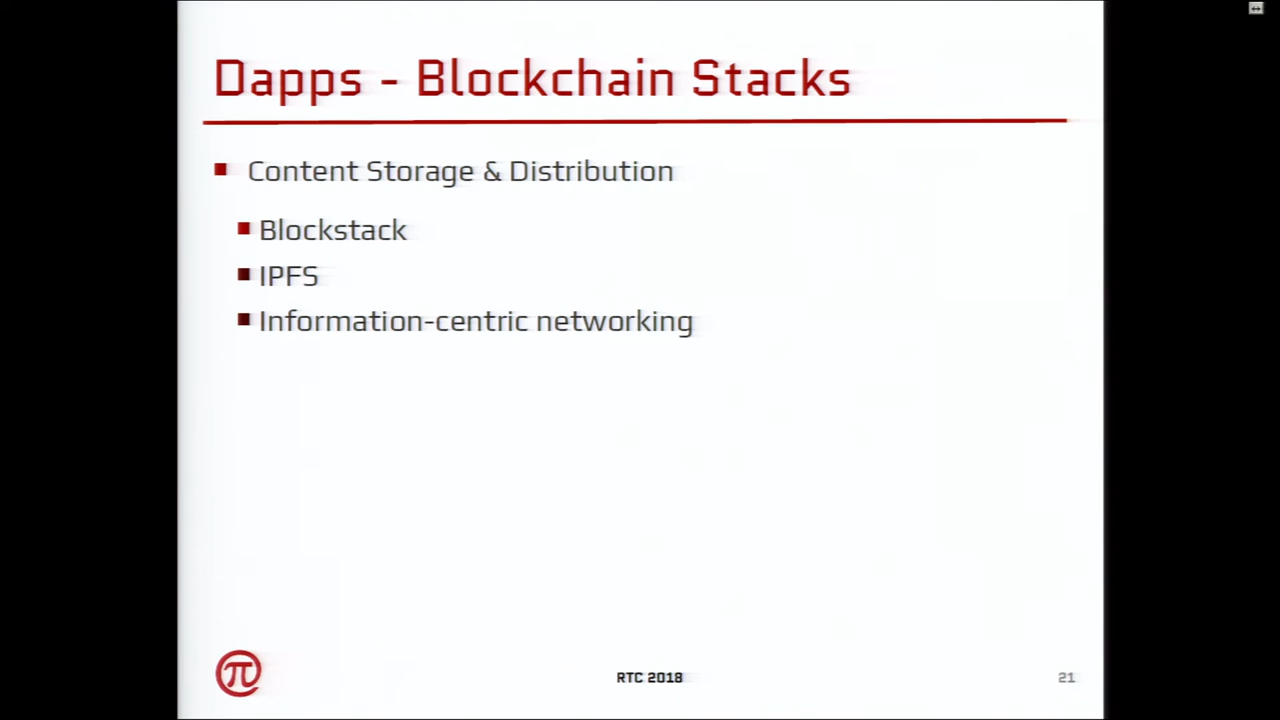 Dapps - Blockchain Stacks
Content Storage & Distribution
Blockstack
IPFS
Information-centric networking
RTC 2018
21